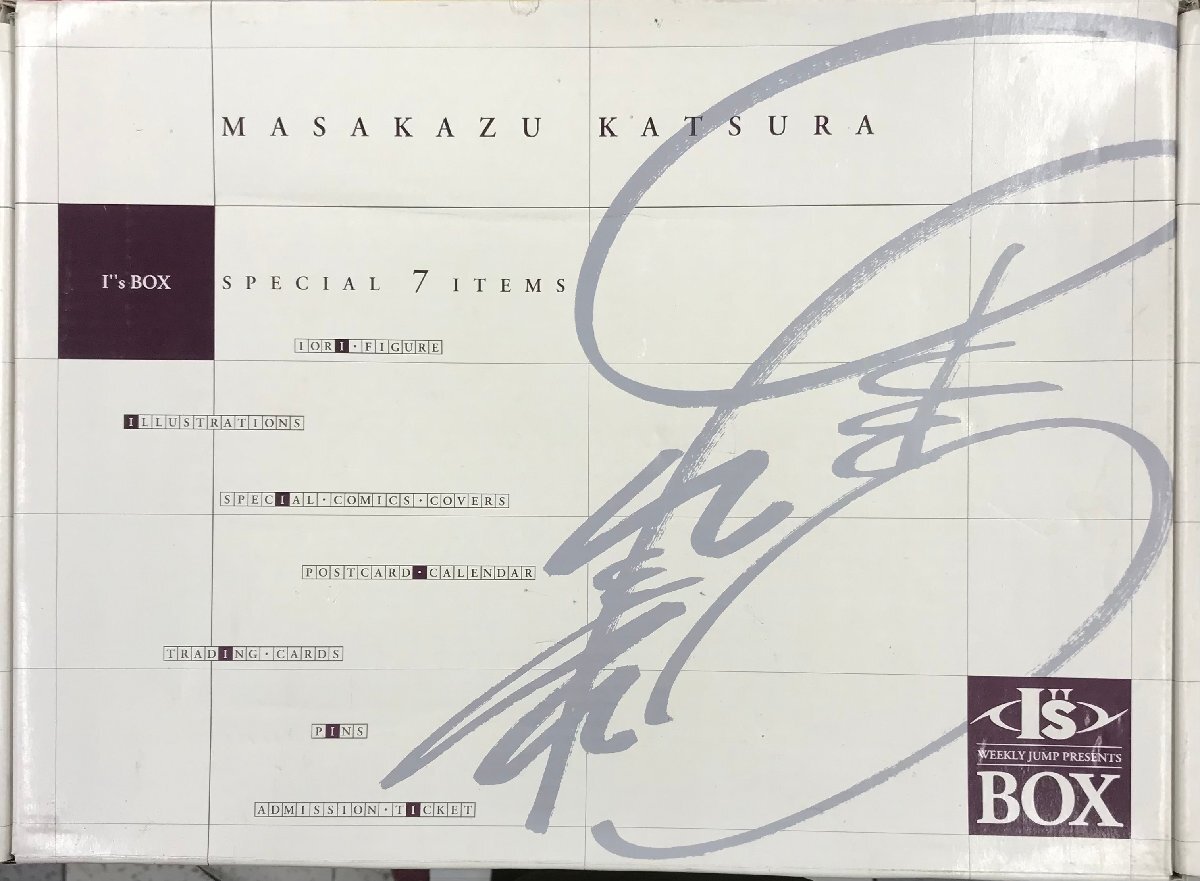 MASAKAZU KATSURA
I"s BOX
SPECIAL 7 ITEMS
IORI・FIGURE
ILLUSTRATIONS
SPECIAL・COMICS・COVERS
POSTCARD・CALENDAR
TRADING・CARDS
PINS
ADMISSION・TICKET
I"s
WEEKLY JUMP PRESENTS
BOX